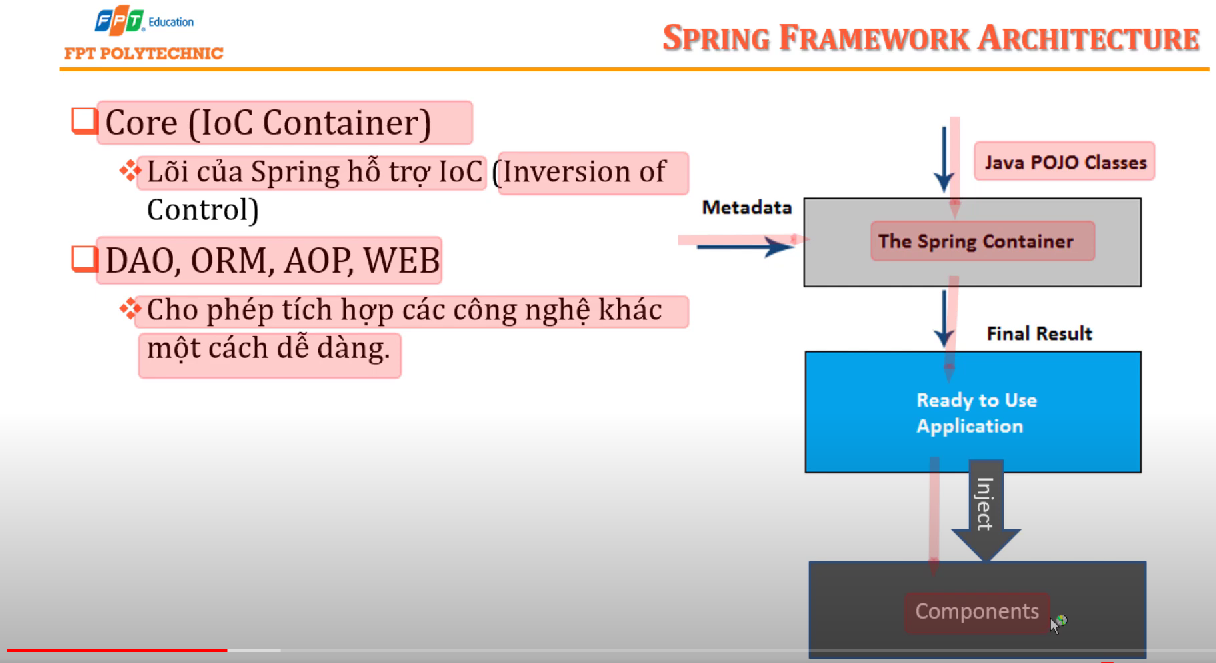 FPT Education
FPT POLYTECHNIC
SPRING FRAMEWORK ARCHITECTURE
Core (IoC Container)
Lõi của Spring hỗ trợ IoC (Inversion of
Control)
DAO, ORM, AOP, WEB
Cho phép tích hợp các công nghệ khác
một cách dễ dàng.
Java POJO Classes
Metadata
The Spring Container
Final Result
Ready to Use
Application
Inject
Components